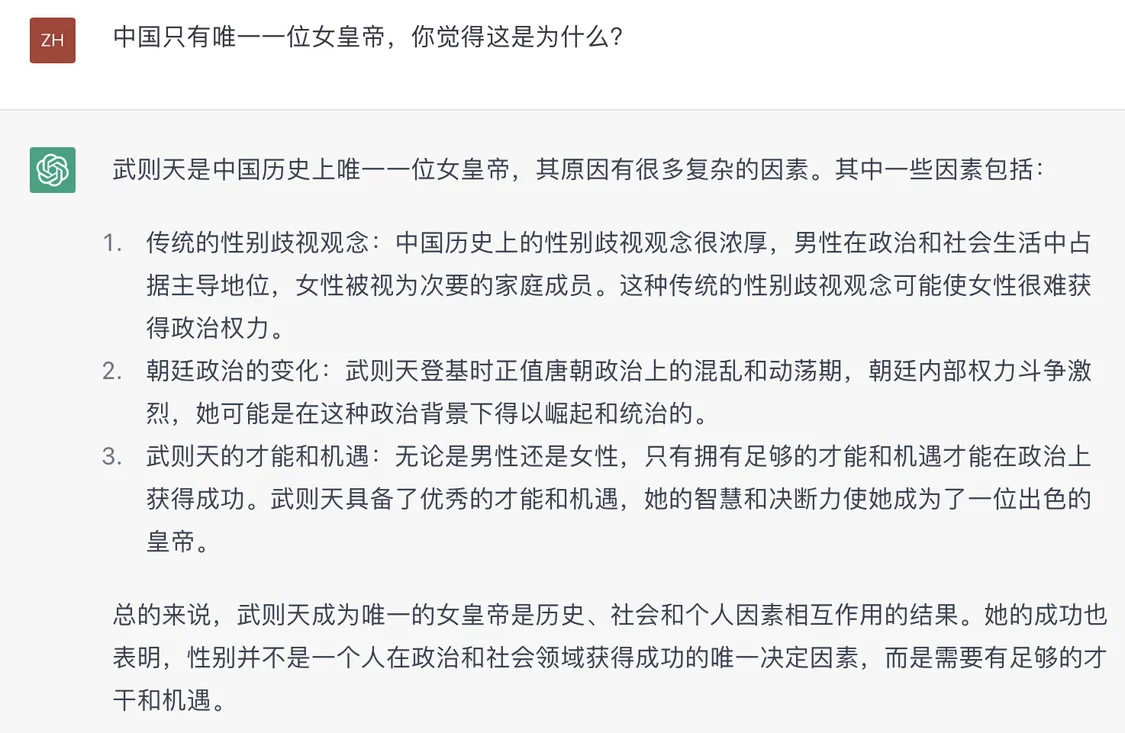 ZH
中国只有唯一一位女皇帝，你觉得这是为什么？
武则天是中国历史上唯一一位女皇帝，其原因有很多复杂的因素。其中一些因素包括：
1. 传统的性别歧视观念：中国历史上的性别歧视观念很浓厚，男性在政治和社会生活中占
据主导地位，女性被视为次要的家庭成员。这种传统的性别歧视观念可能使女性很难获
得政治权力。
2. 朝廷政治的变化：武则天登基时正值唐朝政治上的混乱和动荡期，朝廷内部权力斗争激
烈，她可能是在这种政治背景下得以崛起和统治的。
3. 武则天的才能和机遇：无论是男性还是女性，只有拥有足够的才能和机遇才能在政治上
获得成功。武则天具备了优秀的才能和机遇，她的智慧和决断力使她成为了一位出色的
皇帝。
总的来说，武则天成为唯一的女皇帝是历史、社会和个人因素相互作用的结果。她的成功也
表明，性别并不是一个人在政治和社会领域获得成功的唯一决定因素，而是需要有足够的才
干和机遇。